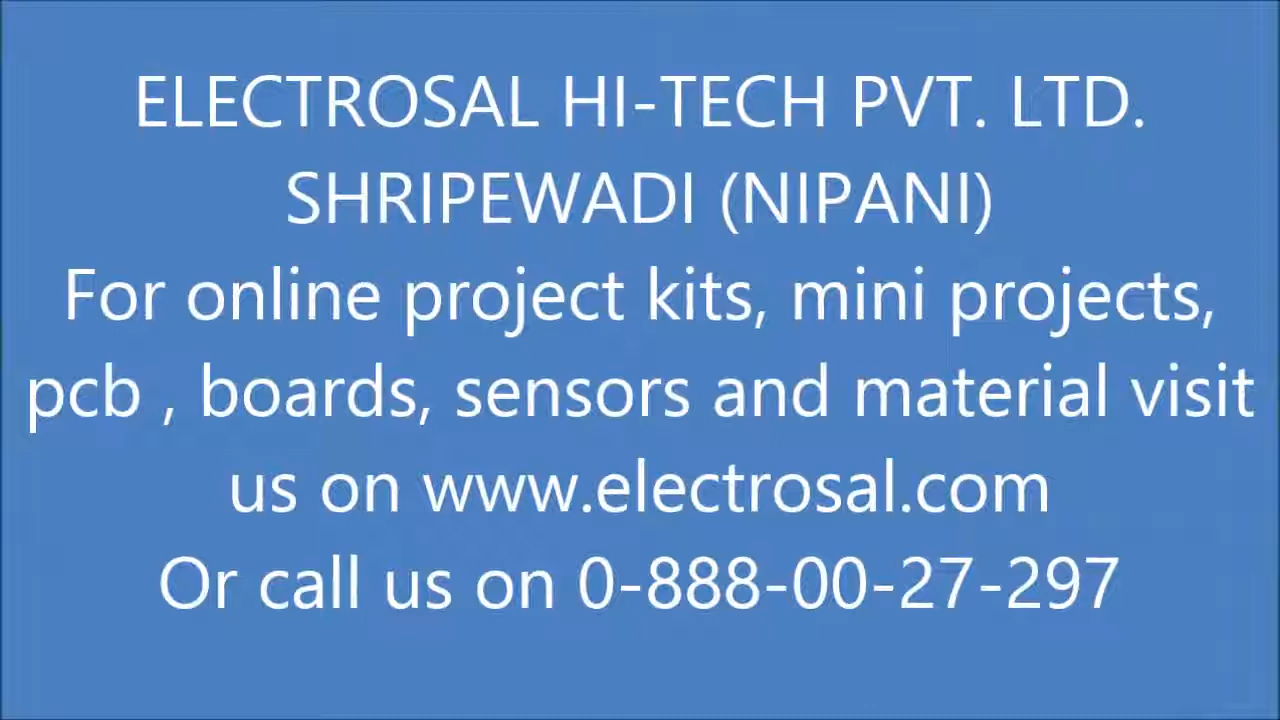 ELECTROSAL HI-TECH PVT. LTD.
SHRIPEWADI (NIPANI)
For online project kits, mini projects,
pcb , boards, sensors and material visit
us on www.electrosal.com
Or call us on 0-888-00-27-297